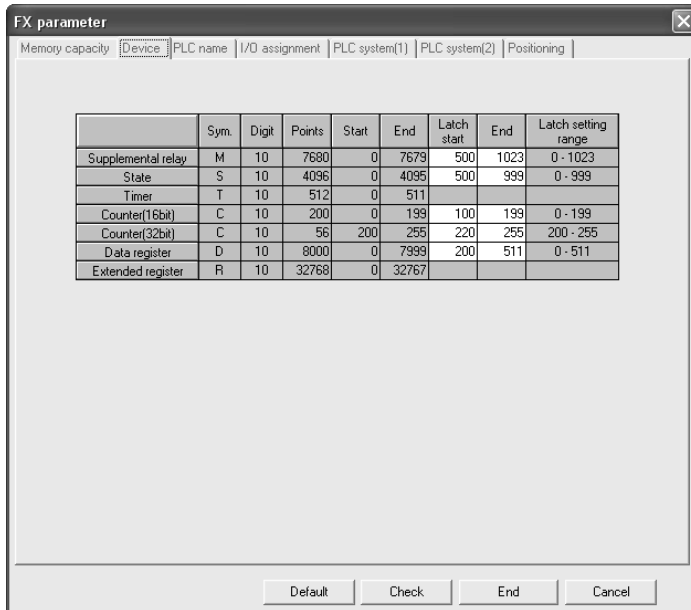 FX parameter
Memory capacity Device PLC name I/O assignment PLC system(1) PLC system(2) Positioning
Sym. Digit Points Start End Latch start End Latch setting range
Supplemental relay M 10 7680 0 7679 500 1023 0 - 1023
State S 10 4096 0 4095 500 999 0 - 999
Timer T 10 512 0 511
Counter(16bit) C 10 200 0 199 100 199 0 - 199
Counter(32bit) C 10 56 200 255 220 255 200 - 255
Data register D 10 8000 0 7999 200 511 0 - 511
Extended register R 10 32768 0 32767
Default Check End Cancel